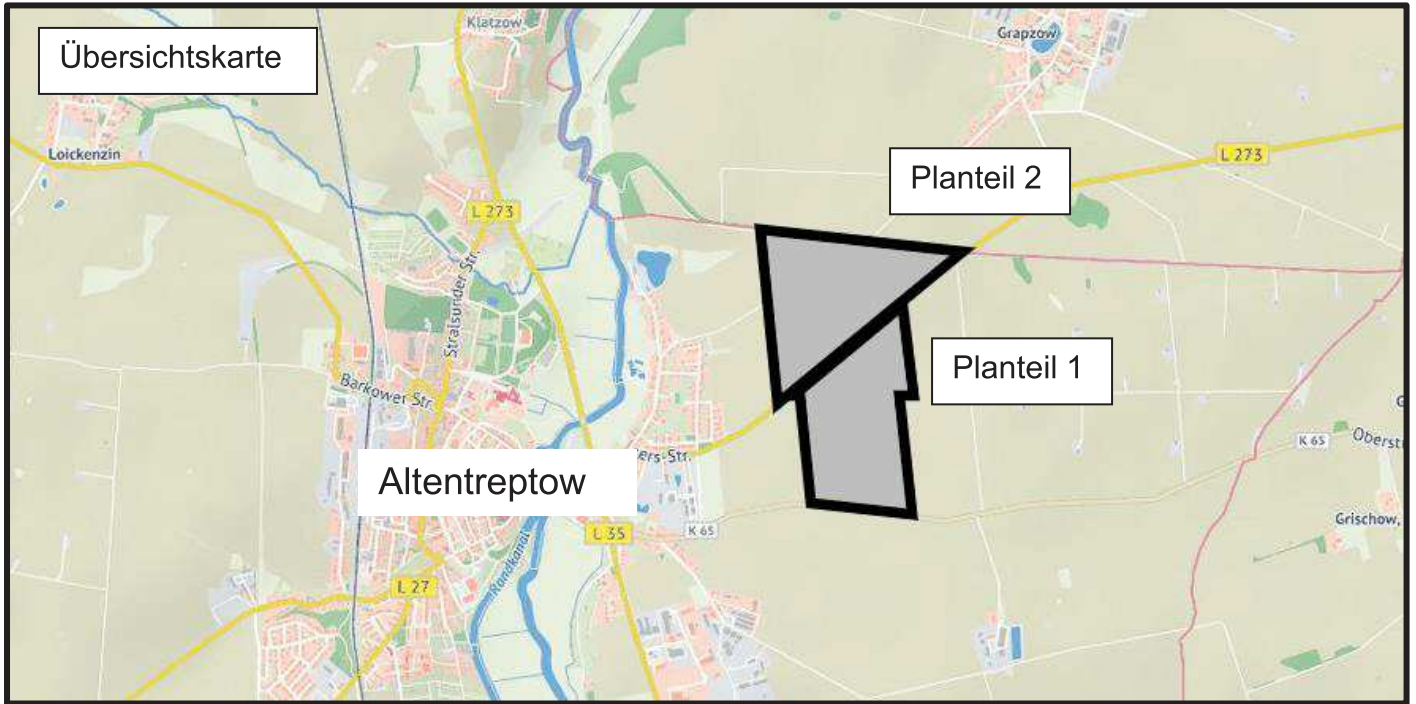 Übersichtskarte
Klatzow
Grapzow
Loickenzin
L 273
Planteil 2
L 273
Stralsunder Str.
Planteil 1
Barkower Str.
K 65
Oberst
ers-Str.
Altentreptow
Randkanal
L 35
K 65
Grischow,
L 27